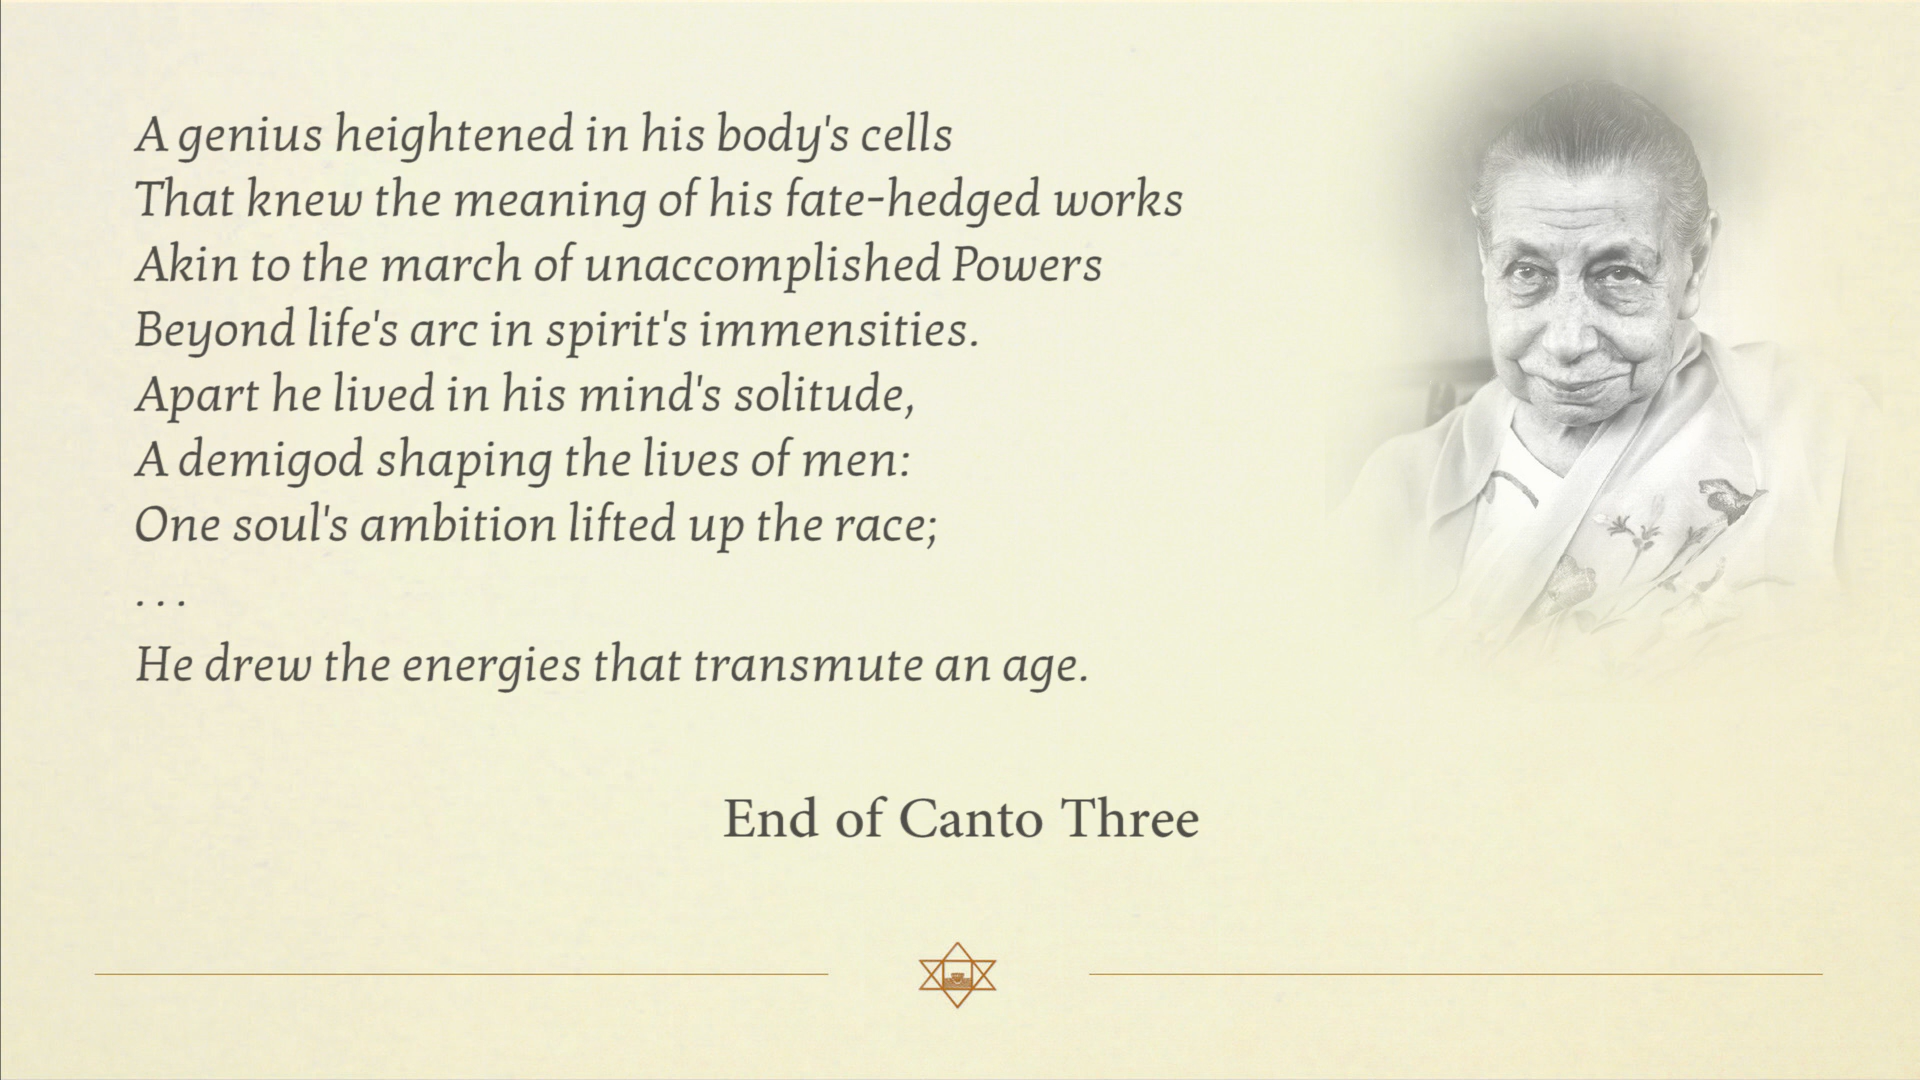 A genius heightened in his body's cells
That knew the meaning of his fate-hedged works
Akin to the march of unaccomplished Powers
Beyond life's arc in spirit's immensities.
Apart he lived in his mind's solitude,
A demigod shaping the lives of men:
One soul's ambition lifted up the race;
. . .
He drew the energies that transmute an age.
End of Canto Three